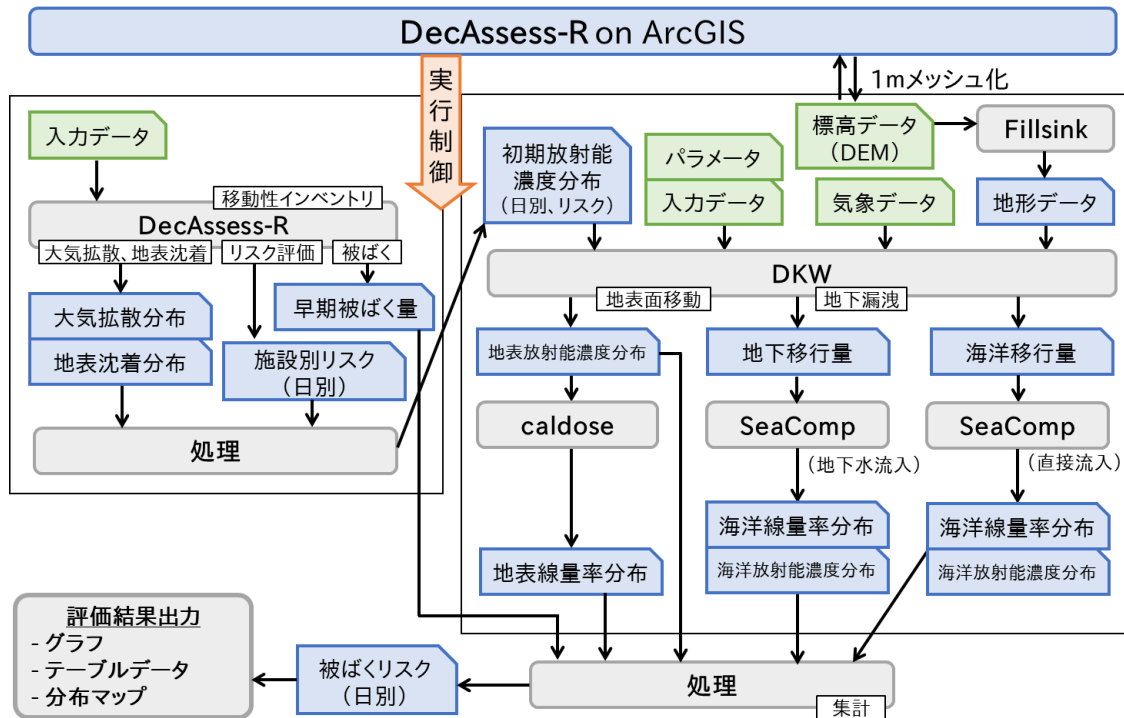 DecAssess-R on ArcGIS
実
行
制
御
1mメッシュ化
入力データ
移動性インベントリ
DecAssess-R
大気拡散、地表沈着
リスク評価
被ばく
大気拡散分布
地表沈着分布
早期被ばく量
施設別リスク
(日別)
処理
初期放射能
濃度分布
(日別、リスク)
パラメータ
入力データ
標高データ
(DEM)
気象データ
Fillsink
地形データ
DKW
地表面移動
地下漏洩
地表放射能濃度分布
地下移行量
海洋移行量
caldose
SeaComp
(地下水流入)
SeaComp
(直接流入)
地表線量率分布
海洋線量率分布
海洋放射能濃度分布
海洋線量率分布
海洋放射能濃度分布
処理
集計
被ばくリスク
(日別)
評価結果出力
- グラフ
- テーブルデータ
- 分布マップ